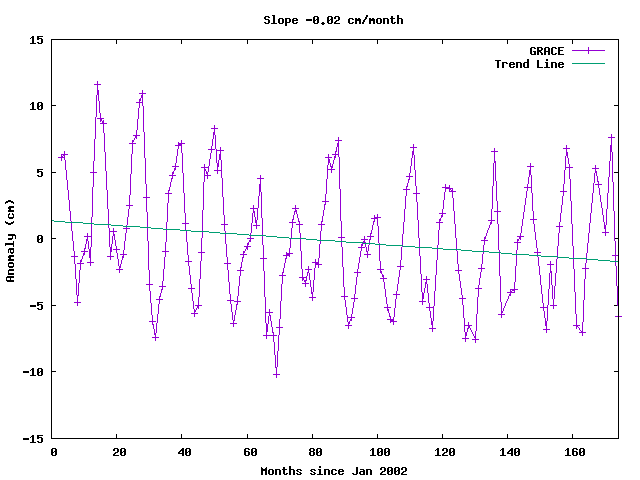 Slope -0.02 cm/month
GRACE
Trend Line
Anomaly (cm)
15
10
5
0
-5
-10
-15
0 20 40 60 80 100 120 140 160
Months since Jan 2002